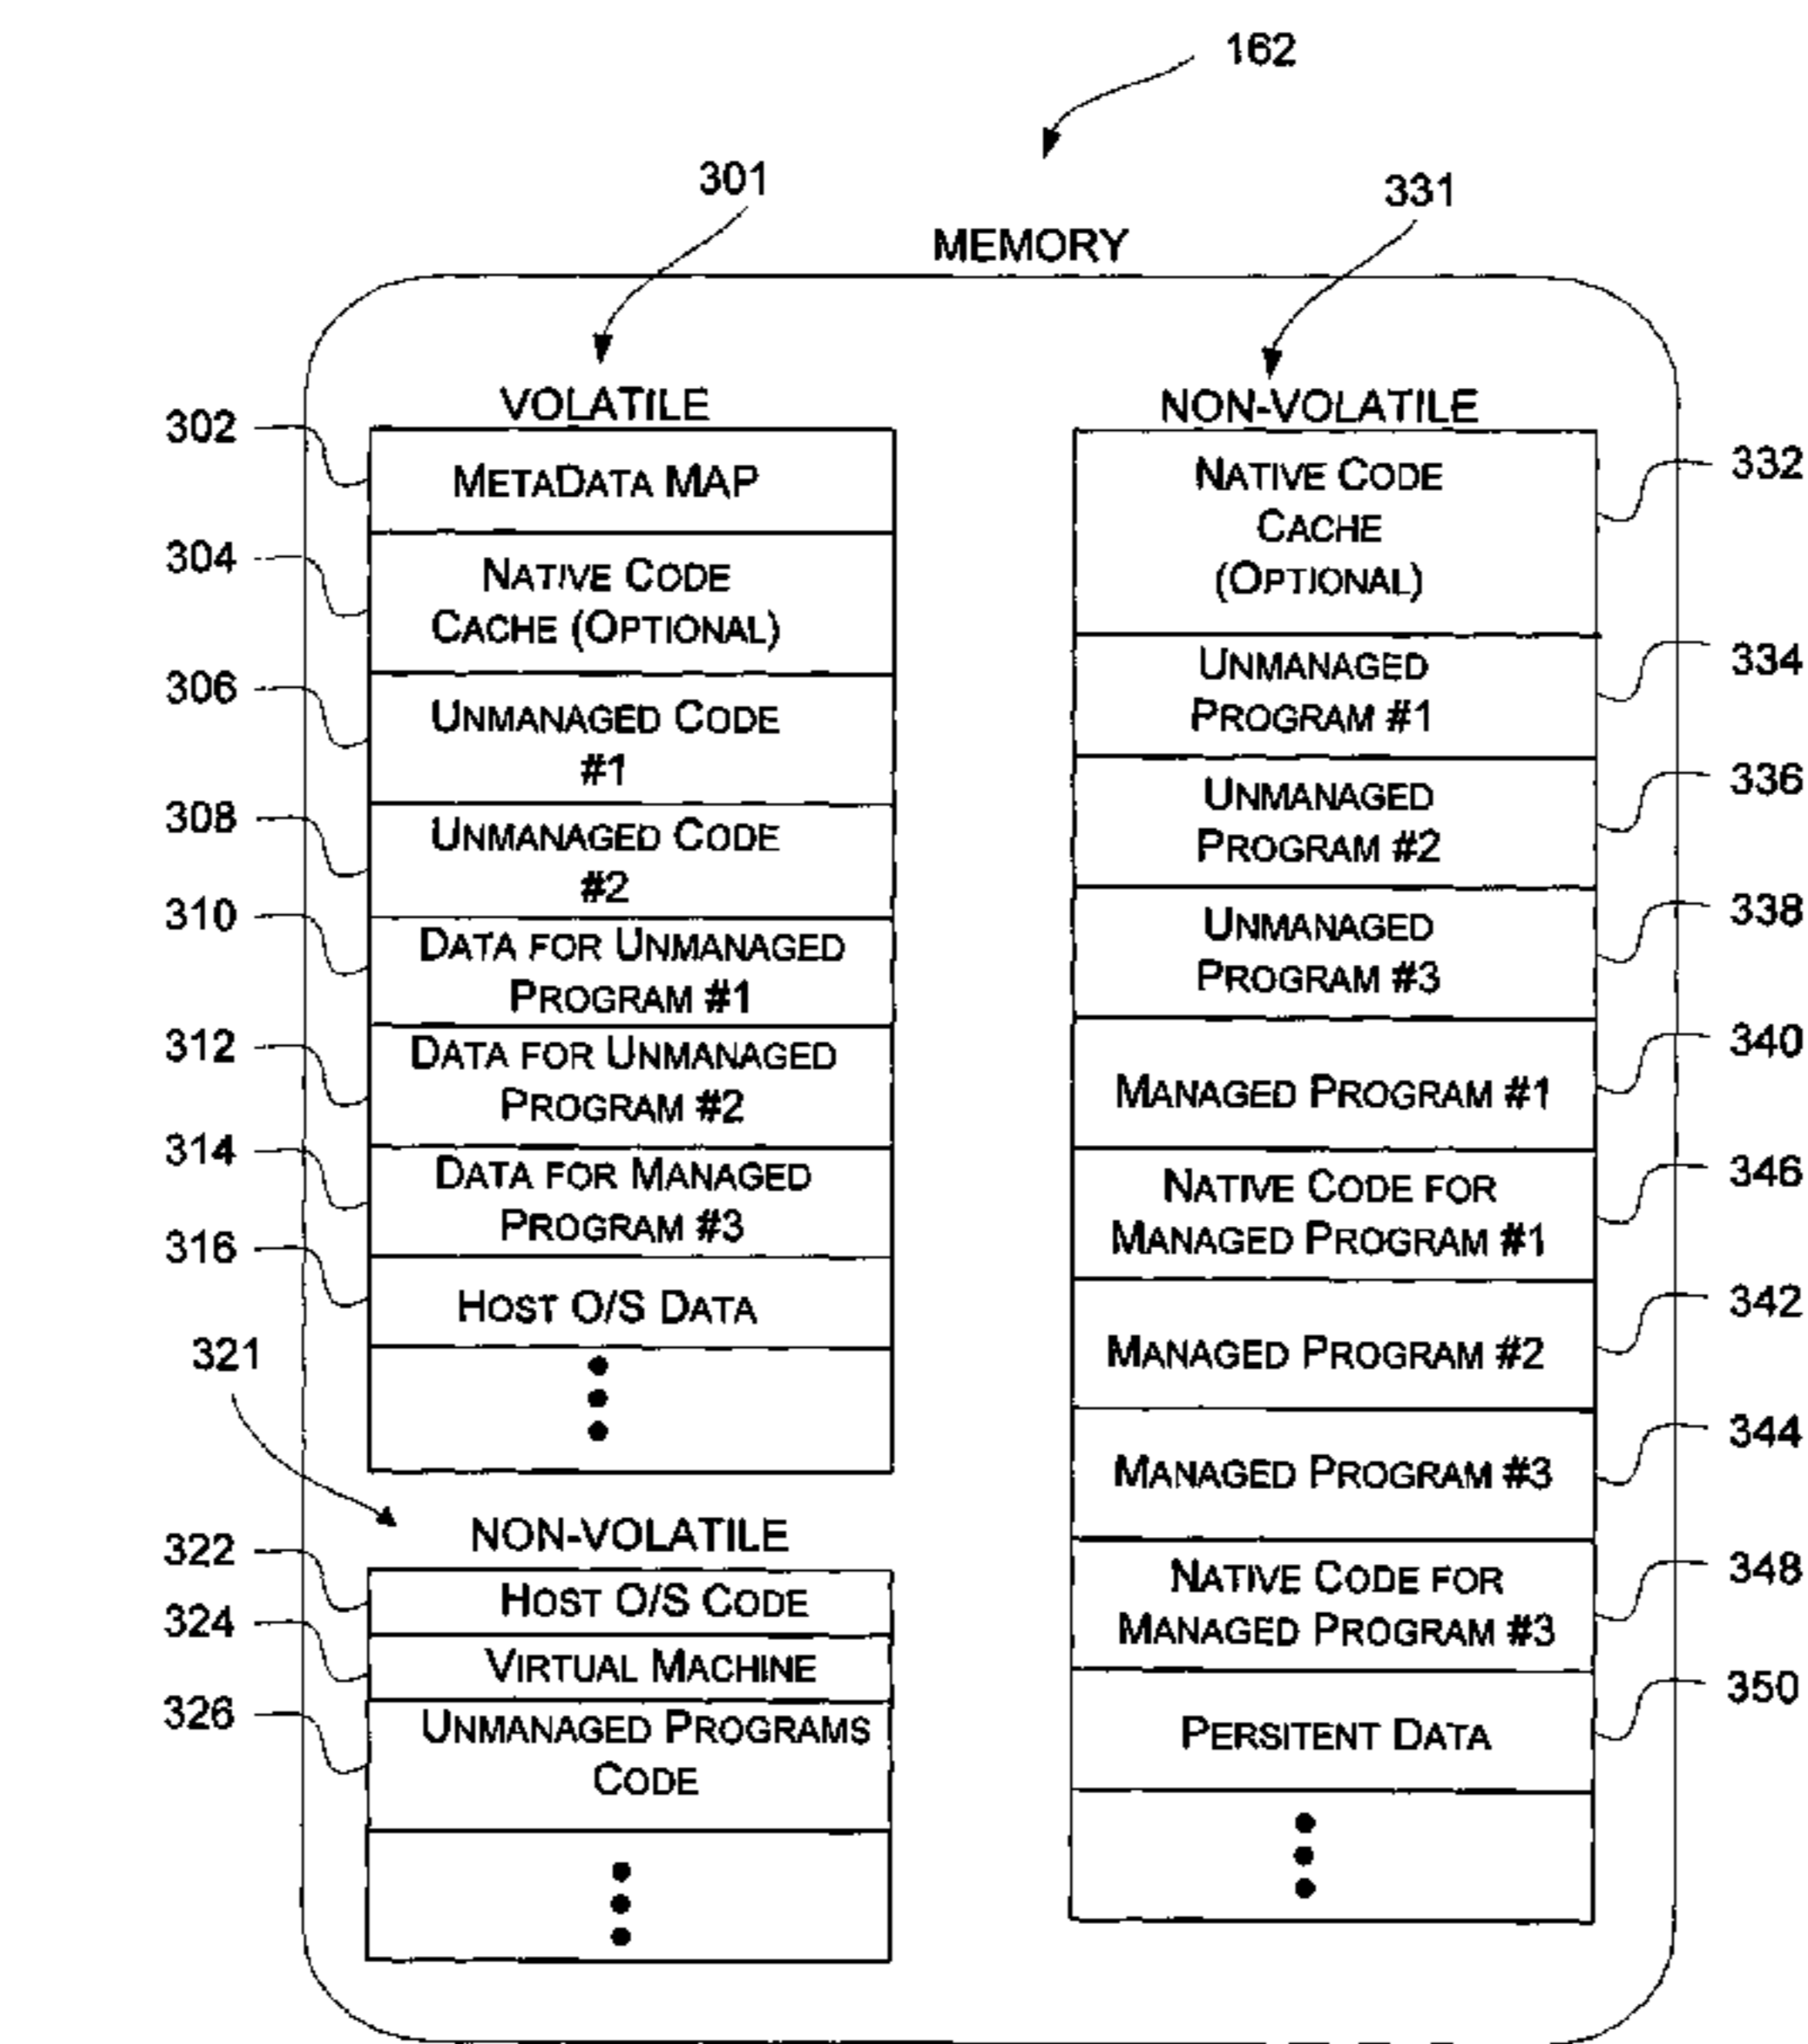 162
301
331
MEMORY
VOLATILE
302
METADATA MAP
304
NATIVE CODE
CACHE (OPTIONAL)
306
UNMANAGED CODE
#1
308
UNMANAGED CODE
#2
310
DATA FOR UNMANAGED
PROGRAM #1
312
DATA FOR UNMANAGED
PROGRAM #2
314
DATA FOR MANAGED
PROGRAM #3
316
HOST O/S DATA
321
NON-VOLATILE
322
HOST O/S CODE
324
VIRTUAL MACHINE
326
UNMANAGED PROGRAMS
CODE
NON-VOLATILE
NATIVE CODE
CACHE
(OPTIONAL)
332
UNMANAGED
PROGRAM #1
334
UNMANAGED
PROGRAM #2
336
UNMANAGED
PROGRAM #3
338
MANAGED PROGRAM #1
340
NATIVE CODE FOR
MANAGED PROGRAM #1
346
MANAGED PROGRAM #2
342
MANAGED PROGRAM #3
344
NATIVE CODE FOR
MANAGED PROGRAM #3
348
PERSITENT DATA
350